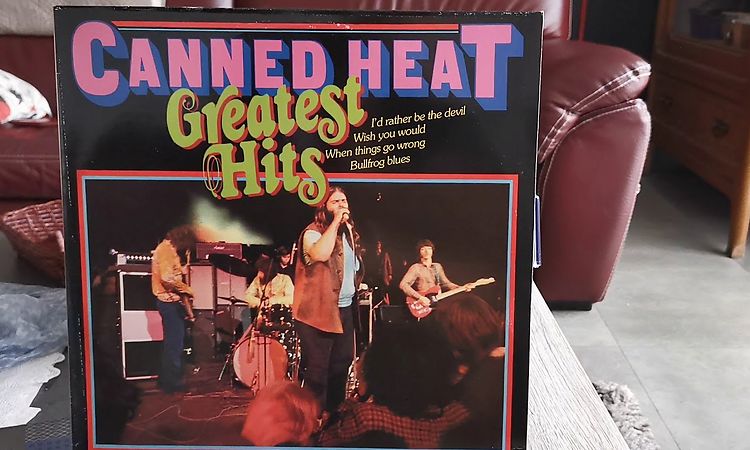 CANNED HEAT
Greatest
Hits
I'd rather be the devil
Wish you would
When things go wrong
Bullfrog blues